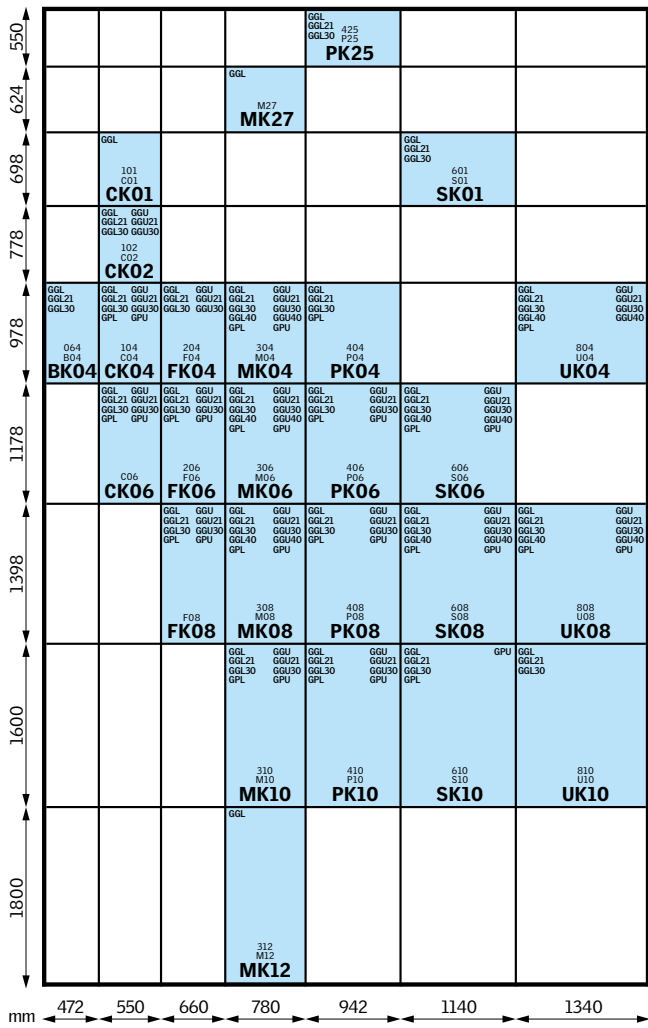 550
GGL
GGL21
GGL30
425
P25
PK25
624
GGL
M27
MK27
698
GGL
101
C01
CK01
GGL
GGL21
GGL30
601
S01
SK01
778
GGL GGU
GGL21 GGU21
GGL30 GGU30
102
C02
CK02
978
GGL
GGL21
GGL30
064
B04
BK04
GGL GGU
GGL21 GGU21
GGL30 GGU30
GPL GPU
104
C04
CK04
GGL GGU
GGL21 GGU21
GGL30 GGU30
204
F04
FK04
GGL GGU
GGL21 GGU21
GGL30 GGU30
GGL40 GGU40
GPL GPU
304
M04
MK04
GGL
GGL21
GGL30
GPL
404
P04
PK04
GGL GGU
GGL21 GGU21
GGL30 GGU30
GGL40 GGU40
GPL
804
U04
UK04
1178
GGL GGU
GGL21 GGU21
GGL30 GGU30
GPL GPU
C06
CK06
GGL GGU
GGL21 GGU21
GGL30 GGU30
GPL GPU
206
F06
FK06
GGL GGU
GGL21 GGU21
GGL30 GGU30
GGL40 GGU40
GPL GPU
306
M06
MK06
GGL GGU
GGL21 GGU21
GGL30 GGU30
GPL GPU
406
P06
PK06
GGL GGU
GGL21 GGU21
GGL30 GGU30
GGL40 GGU40
GPL GPU
606
S06
SK06
1398
GGL GGU
GGL21 GGU21
GGL30 GGU30
GPL GPU
F08
FK08
GGL GGU
GGL21 GGU21
GGL30 GGU30
GGL40 GGU40
GPL GPU
308
M08
MK08
GGL GGU
GGL21 GGU21
GGL30 GGU30
GPL GPU
408
P08
PK08
GGL GGU
GGL21 GGU21
GGL30 GGU30
GGL40 GGU40
GPL GPU
608
S08
SK08
GGL GGU
GGL21 GGU21
GGL30 GGU30
GGL40 GGU40
GPL GPU
808
U08
UK08
1600
GGL GGU
GGL21 GGU21
GGL30 GGU30
GPL GPU
310
M10
MK10
GGL GGU
GGL21 GGU21
GGL30 GGU30
GPL GPU
410
P10
PK10
GGL GPU
GGL21
GGL30
GPL
610
S10
SK10
GGL
GGL21
GGL30
810
U10
UK10
1800
GGL
312
M12
MK12
mm 472 550 660 780 942 1140 1340